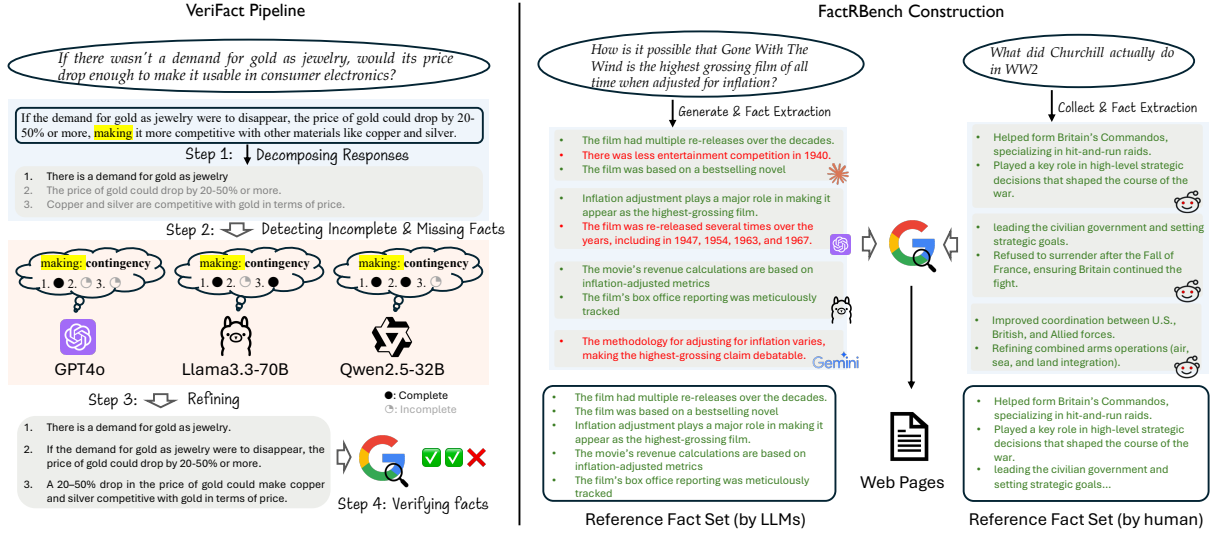 VeriFact Pipeline
If there wasn't a demand for gold as jewelry, would its price
drop enough to make it usable in consumer electronics?
If the demand for gold as jewelry were to disappear, the price of gold could drop by 20-
50% or more, making it more competitive with other materials like copper and silver.
Step 1: Decomposing Responses
1. There is a demand for gold as jewelry
2. The price of gold could drop by 20-50% or more.
3. Copper and silver are competitive with gold in terms of price.
Step 2: Detecting Incomplete & Missing Facts
making: contingency
1. 2. 3.
making: contingency
1. 2. 3.
making: contingency
1. 2. 3.
GPT4o
Llama3.3-70B
Qwen2.5-32B
: Complete
: Incomplete
Step 3: Refining
1. There is a demand for gold as jewelry.
2. If the demand for gold as jewelry were to disappear, the
price of gold could drop by 20-50% or more.
3. A 20–50% drop in the price of gold could make copper
and silver competitive with gold in terms of price.
Step 4: Verifying facts
FactRBench Construction
How is it possible that Gone With The
Wind is the highest grossing film of all
time when adjusted for inflation?
Generate & Fact Extraction
• The film had multiple re-releases over the decades.
• There was less entertainment competition in 1940.
• The film was based on a bestselling novel
• Inflation adjustment plays a major role in making it
appear as the highest-grossing film.
• The film was re-released several times over the
years, including in 1947, 1954, 1963, and 1967.
• The movie's revenue calculations are based on
inflation-adjusted metrics
• The film's box office reporting was meticulously
tracked
• The methodology for adjusting for inflation varies,
making the highest-grossing claim debatable.
Gemini
• The film had multiple re-releases over the decades.
• The film was based on a bestselling novel
• Inflation adjustment plays a major role in making it
appear as the highest-grossing film.
• The movie's revenue calculations are based on
inflation-adjusted metrics
• The film's box office reporting was meticulously
tracked
Reference Fact Set (by LLMs)
Web Pages
What did Churchill actually do
in WW2
Collect & Fact Extraction
• Helped form Britain's Commandos,
specializing in hit-and-run raids.
• Played a key role in high-level strategic
decisions that shaped the course of the
war.
• leading the civilian government and setting
strategic goals.
• Refused to surrender after the Fall of
France, ensuring Britain continued the
fight.
• Improved coordination between U.S.,
British, and Allied forces.
• Refining combined arms operations (air,
sea, and land integration).
• Helped form Britain's Commandos,
specializing in hit-and-run raids.
• Played a key role in high-level strategic
decisions that shaped the course of the
war.
• leading the civilian government and
setting strategic goals...
Reference Fact Set (by human)